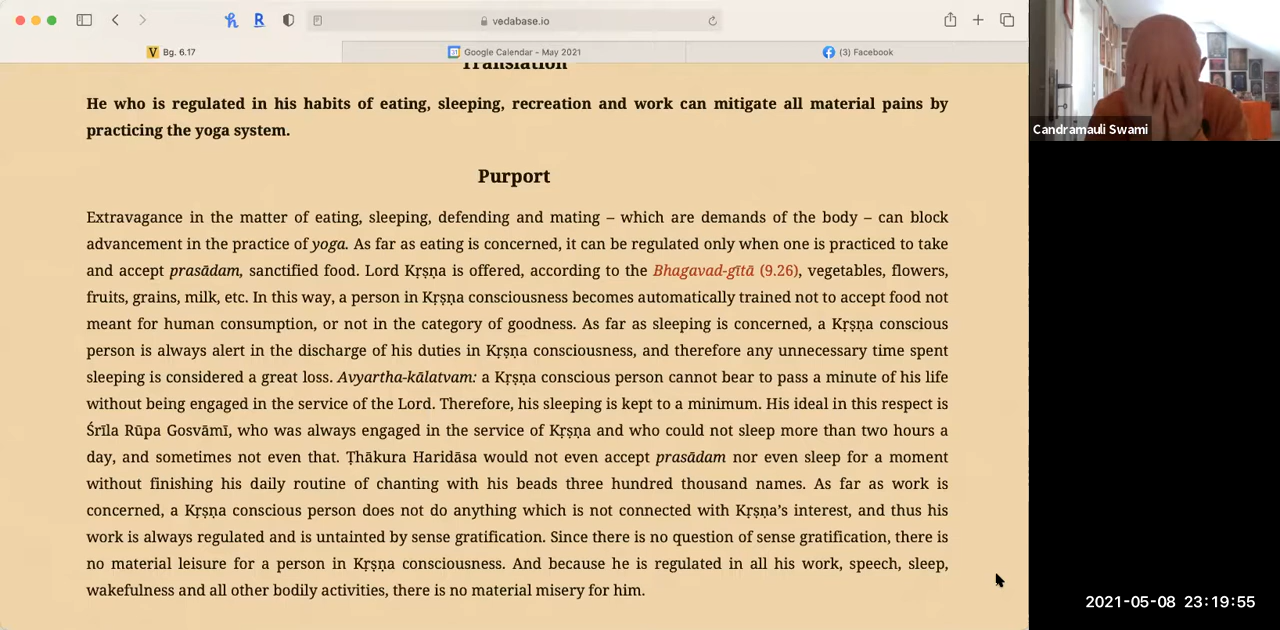 vedabase.io
Bg. 6.17
Google Calendar - May 2021
(3) Facebook
Translation
He who is regulated in his habits of eating, sleeping, recreation and work can mitigate all material pains by
practicing the yoga system.
Purport
Extravagance in the matter of eating, sleeping, defending and mating – which are demands of the body – can block
advancement in the practice of yoga. As far as eating is concerned, it can be regulated only when one is practiced to take
and accept prasādam, sanctified food. Lord Kṛṣṇa is offered, according to the Bhagavad-gītā (9.26), vegetables, flowers,
fruits, grains, milk, etc. In this way, a person in Kṛṣṇa consciousness becomes automatically trained not to accept food not
meant for human consumption, or not in the category of goodness. As far as sleeping is concerned, a Kṛṣṇa conscious
person is always alert in the discharge of his duties in Kṛṣṇa consciousness, and therefore any unnecessary time spent
sleeping is considered a great loss. Avyartha-kālatvam: a Kṛṣṇa conscious person cannot bear to pass a minute of his life
without being engaged in the service of the Lord. Therefore, his sleeping is kept to a minimum. His ideal in this respect is
Śrīla Rūpa Gosvāmī, who was always engaged in the service of Kṛṣṇa and who could not sleep more than two hours a
day, and sometimes not even that. Ṭhākura Haridāsa would not even accept prasādam nor even sleep for a moment
without finishing his daily routine of chanting with his beads three hundred thousand names. As far as work is
concerned, a Kṛṣṇa conscious person does not do anything which is not connected with Kṛṣṇa’s interest, and thus his
work is always regulated and is untainted by sense gratification. Since there is no question of sense gratification, there is
no material leisure for a person in Kṛṣṇa consciousness. And because he is regulated in all his work, speech, sleep,
wakefulness and all other bodily activities, there is no material misery for him.
Candramauli Swami
2021-05-08 23:19:55